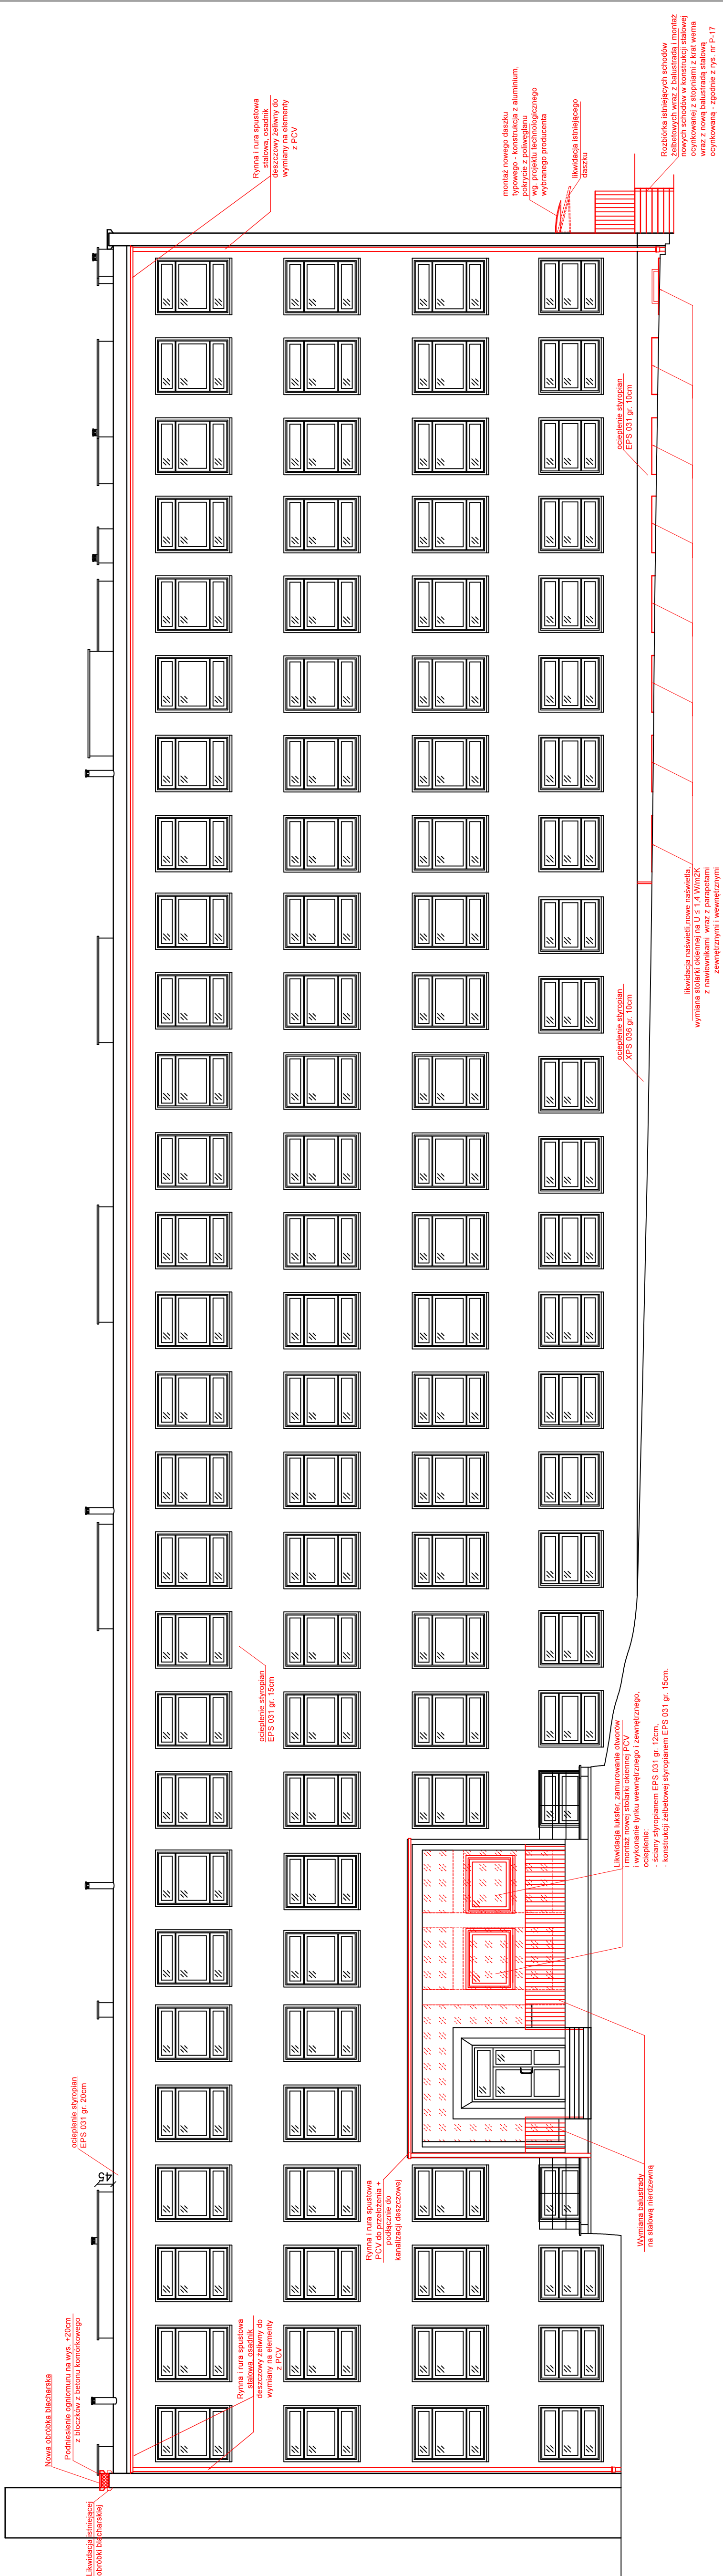 Likwidacja istniejącej
obróbki blacharskiej
Nowa obróbka blacharska
Podniesienie ogniomuru na wys. +20cm
z bloczków z betonu komórkowego
45
ocieplenie styropian
EPS 031 gr. 20cm
Rynna i rura spustowa
stalowa, osadnik
deszczowy żeliwny do
wymiany na elementy
z PCV
Rynna i rura spustowa
PCV do przełożenia +
podłącznie do
kanalizacji deszczowej
Wymiana balustrady
na stalową nierdzewną
ocieplenie styropian
EPS 031 gr. 15cm
Likwidacja luksfer, zamurowanie otworów
i montaż nowej stolarki okiennej PCV
i wykonanie tynku wewnętrznego i zewnętrznego,
ocieplenie:
- ściany styropianem EPS 031 gr. 12cm,
- konstrukcji żelbetowej styropianem EPS 031 gr. 15cm.
ocieplenie styropian
XPS 036 gr. 10cm
likwidacja naświetli,nowe naświetla,
wymiana stolarki okiennej na U ≤ 1,4 W/m2K
z nawiewnikami wraz z parapetami
zewnętrznymi i wewnętrznymi
ocieplenie styropian
EPS 031 gr. 10cm
Rynna i rura spustowa
stalowa, osadnik
deszczowy żeliwny do
wymiany na elementy
z PCV
montaż nowego daszku
typowego - konstrukcja z aluminium,
pokrycie z poliwęglanu
wg. projektu technologicznego
wybranego producenta
likwidacja istniejącego
daszku
Rozbiórka istniejących schodów
żelbetowych wraz z balustradą i montaż
nowych schodów w konstrukcji stalowej
ocynkowanej z stopniami z krat wema
wraz z nową balustradą stalową
ocynkowaną - zgodnie z rys. nr P-17